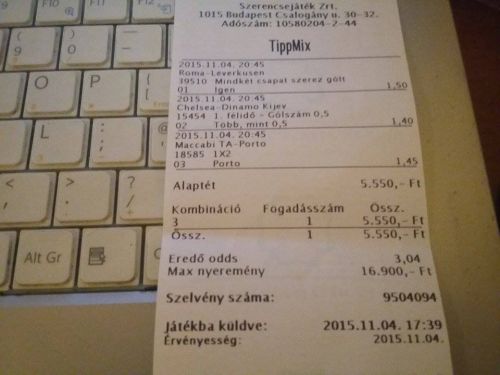 Szerencsejáték Zrt.
1015 Budapest Csalogány u. 30-32.
Adószám: 10580204-2-44
TippMix
2015.11.04. 20:45
Roma-Leverkusen
39510 Mindkét csapat szerez gólt
01 Igen 1,50
2015.11.04. 20:45
Chelsea-Dinamo Kijev
15454 1. félidő - Gólszám 0,5
02 Több, mint 0,5 1,40
2015.11.04. 20:45
Maccabi TA-Porto
18585 1X2
03 Porto 1,45
Alaptét 5.550,- Ft
Kombináció Fogadásszám Össz.
3 1 5.550,- Ft
Össz. 1 5.550,- Ft
Eredő odds 3,04
Max nyeremény 16.900,- Ft
Szelvény száma: 9504094
Játékba küldve: 2015.11.04. 17:39
Érvényesség: 2015.11.04.
F10
F11
F12
O
P
L
Alt Gr